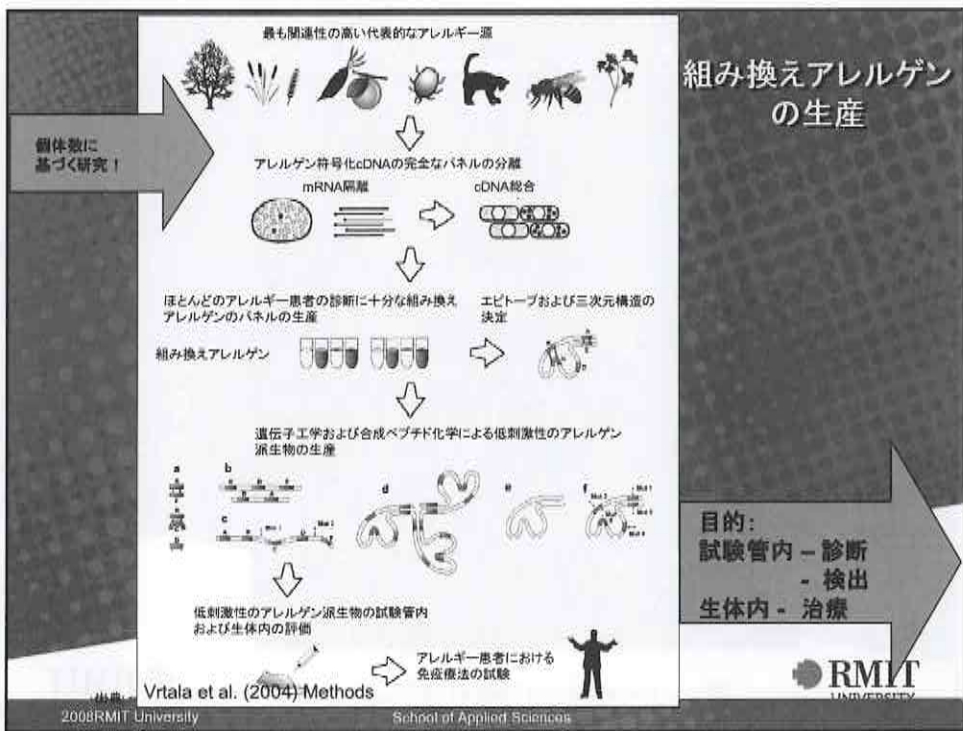 最も関連性の高い代表的なアレルギー源
組み換えアレルゲン
の生産
個体数に
基づく研究！
アレルゲン符号化cDNAの完全なパネルの分離
mRNA隔離
cDNA総合
ほとんどのアレルギー患者の診断に十分な組み換え
アレルゲンのパネルの生産
エピトープおよび三次元構造の
決定
組み換えアレルゲン
遺伝子工学および合成ペプチド化学による低刺激性のアレルゲン
派生物の生産
a
b
c
d
e
f
目的：
試験管内 – 診断
- 検出
生体内 - 治療
低刺激性のアレルゲン派生物の試験管内
および生体内の評価
アレルギー患者における
免疫療法の試験
Vrtala et al. (2004) Methods
RMIT
UNIVERSITY
2008RMIT University
School of Applied Sciences